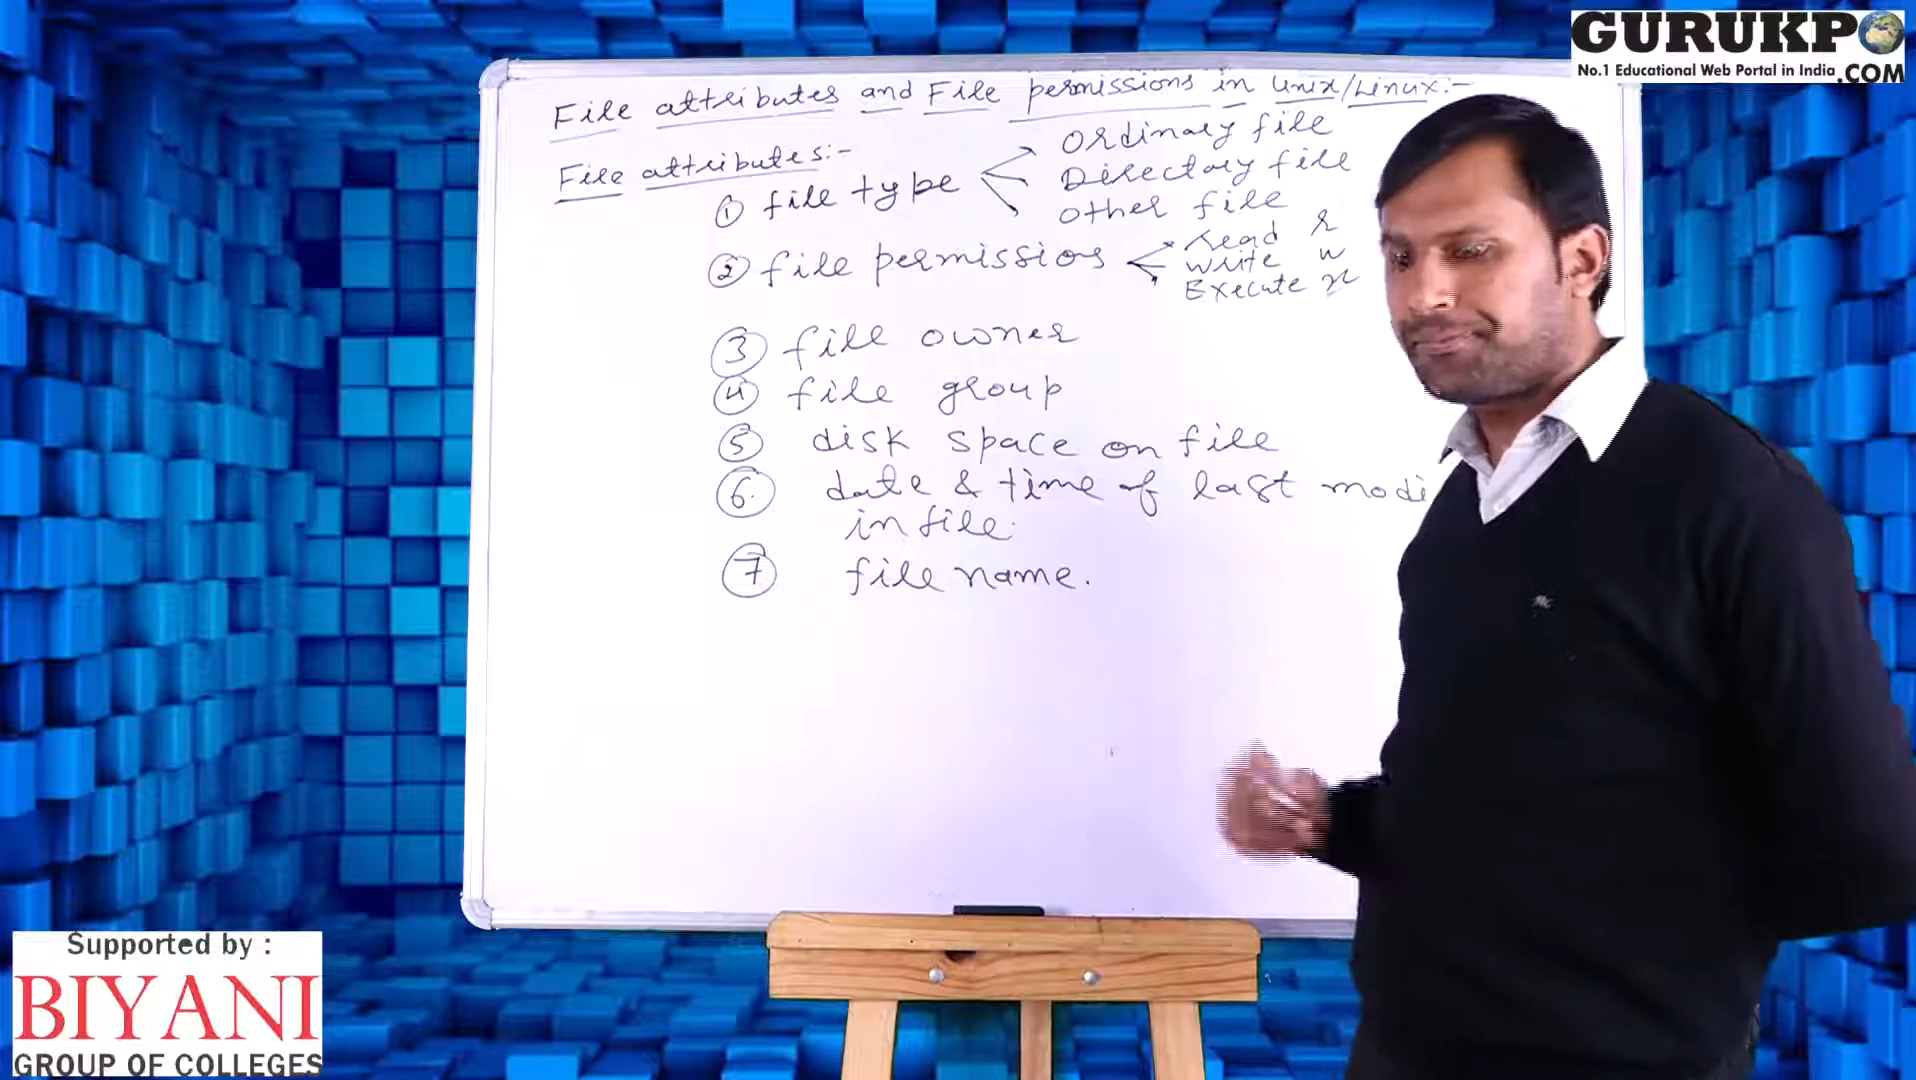 GURUKPO
No.1 Educational Web Portal in India .COM
File attributes and File permissions in Unix/Linux:-
File attributes:-
① file type
Ordinary file
Directory file
Other file
② file permissions
Read r
Write w
Execute x
③ file owner
④ file group
⑤ disk space on file
⑥ date & time of last modi
in file.
⑦ file name.
Supported by :
BIYANI
GROUP OF COLLEGES